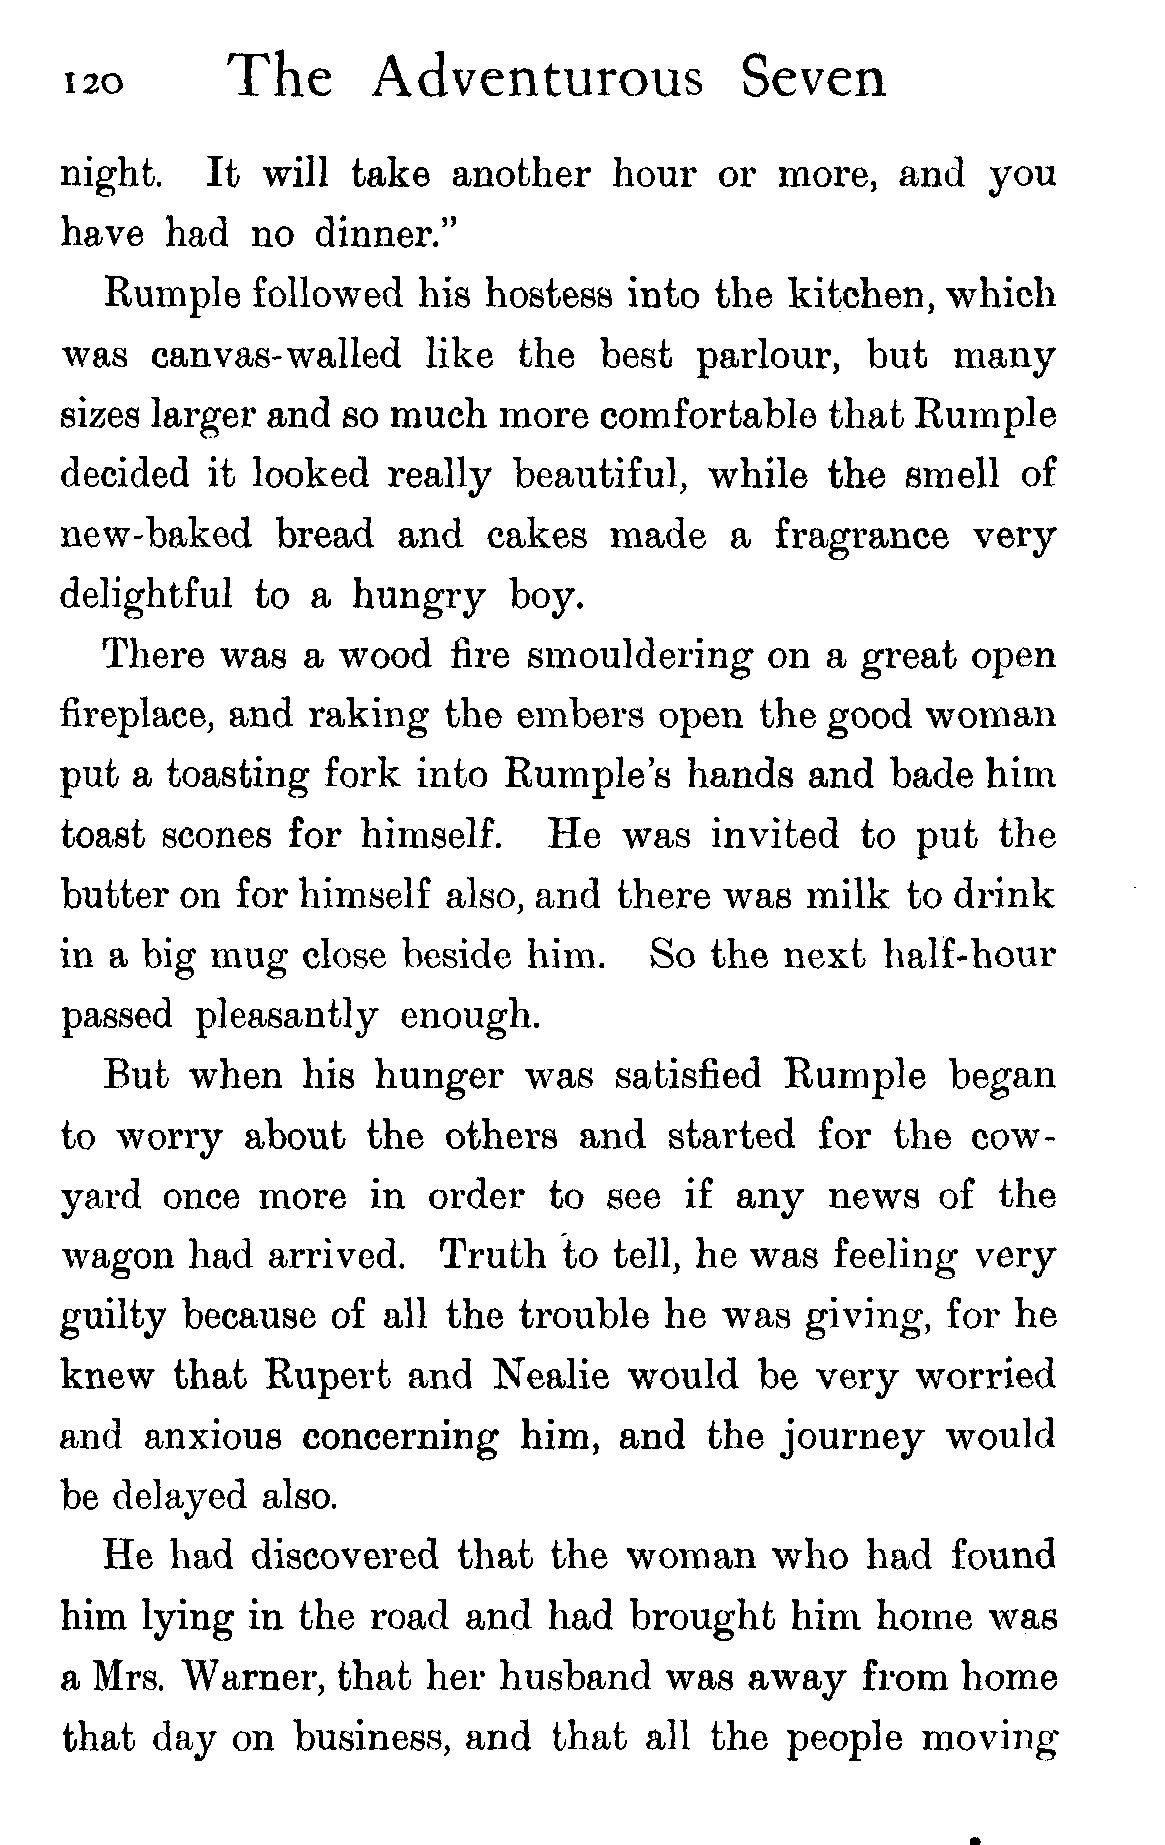 120 The Adventurous Seven
night. It will take another hour or more, and you
have had no dinner."
Rumple followed his hostess into the kitchen, which
was canvas-walled like the best parlour, but many
sizes larger and so much more comfortable that Rumple
decided it looked really beautiful, while the smell of
new-baked bread and cakes made a fragrance very
delightful to a hungry boy.
There was a wood fire smouldering on a great open
fireplace, and raking the embers open the good woman
put a toasting fork into Rumple's hands and bade him
toast scones for himself. He was invited to put the
butter on for himself also, and there was milk to drink
in a big mug close beside him. So the next half-hour
passed pleasantly enough.
But when his hunger was satisfied Rumple began
to worry about the others and started for the cow-
yard once more in order to see if any news of the
wagon had arrived. Truth to tell, he was feeling very
guilty because of all the trouble he was giving, for he
knew that Rupert and Nealie would be very worried
and anxious concerning him, and the journey would
be delayed also.
He had discovered that the woman who had found
him lying in the road and had brought him home was
a Mrs. Warner, that her husband was away from home
that day on business, and that all the people moving